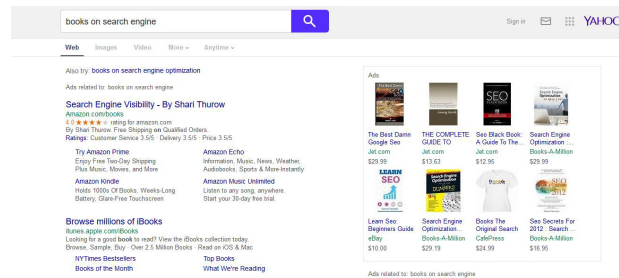 books on search engine
Sign in
YAHOO
Web Images Video More Anytime
Also try: books on search engine optimization
Ads related to: books on search engine
Search Engine Visibility - By Shari Thurow
Amazon.com/books
4.0 ★★★★★ rating for amazon.com
By Shari Thurow. Free Shipping on Qualified Orders.
Ratings: Customer Service 3.5/5 · Delivery 3.5/5 · Price 3.5/5
Try Amazon Prime
Enjoy Free Two-Day Shipping
Plus Music, Movies, and More
Amazon Echo
Information, Music, News, Weather,
Audiobooks, Sports & More-Instantly
Amazon Kindle
Holds 1000s Of Books, Weeks-Long
Battery, Glare-Free Touchscreen
Amazon Music Unlimited
Listen to any song, anywhere.
Start your 30-day free trial.
Browse millions of iBooks
itunes.apple.com/iBooks
Looking for a good book to read? View the iBooks collection today.
Browse, Sample, Buy · Over 2.5 Million Books · Read on iOS & Mac
NYTimes Bestsellers
Top Books
Books of the Month
What We're Reading
Ads
SEO
The Best Damn
Google Seo
Jet.com
$29.99
THE COMPLETE
GUIDE TO
Jet.com
$13.63
Seo Black Book:
A Guide To The...
Jet.com
$12.95
Search Engine
Optimization :...
Books-A-Million
$29.99
LEARN
SEO
Search Engine
Optimization
DUMMIES
SEO
2012
Learn Seo:
Beginners Guide
eBay
$10.00
Search Engine
Optimization...
Books-A-Million
$29.19
Books The
Original Search
CafePress
$24.99
Seo Secrets For
2012 : Search ...
Books-A-Million
$16.95
Ads related to: books on search engine